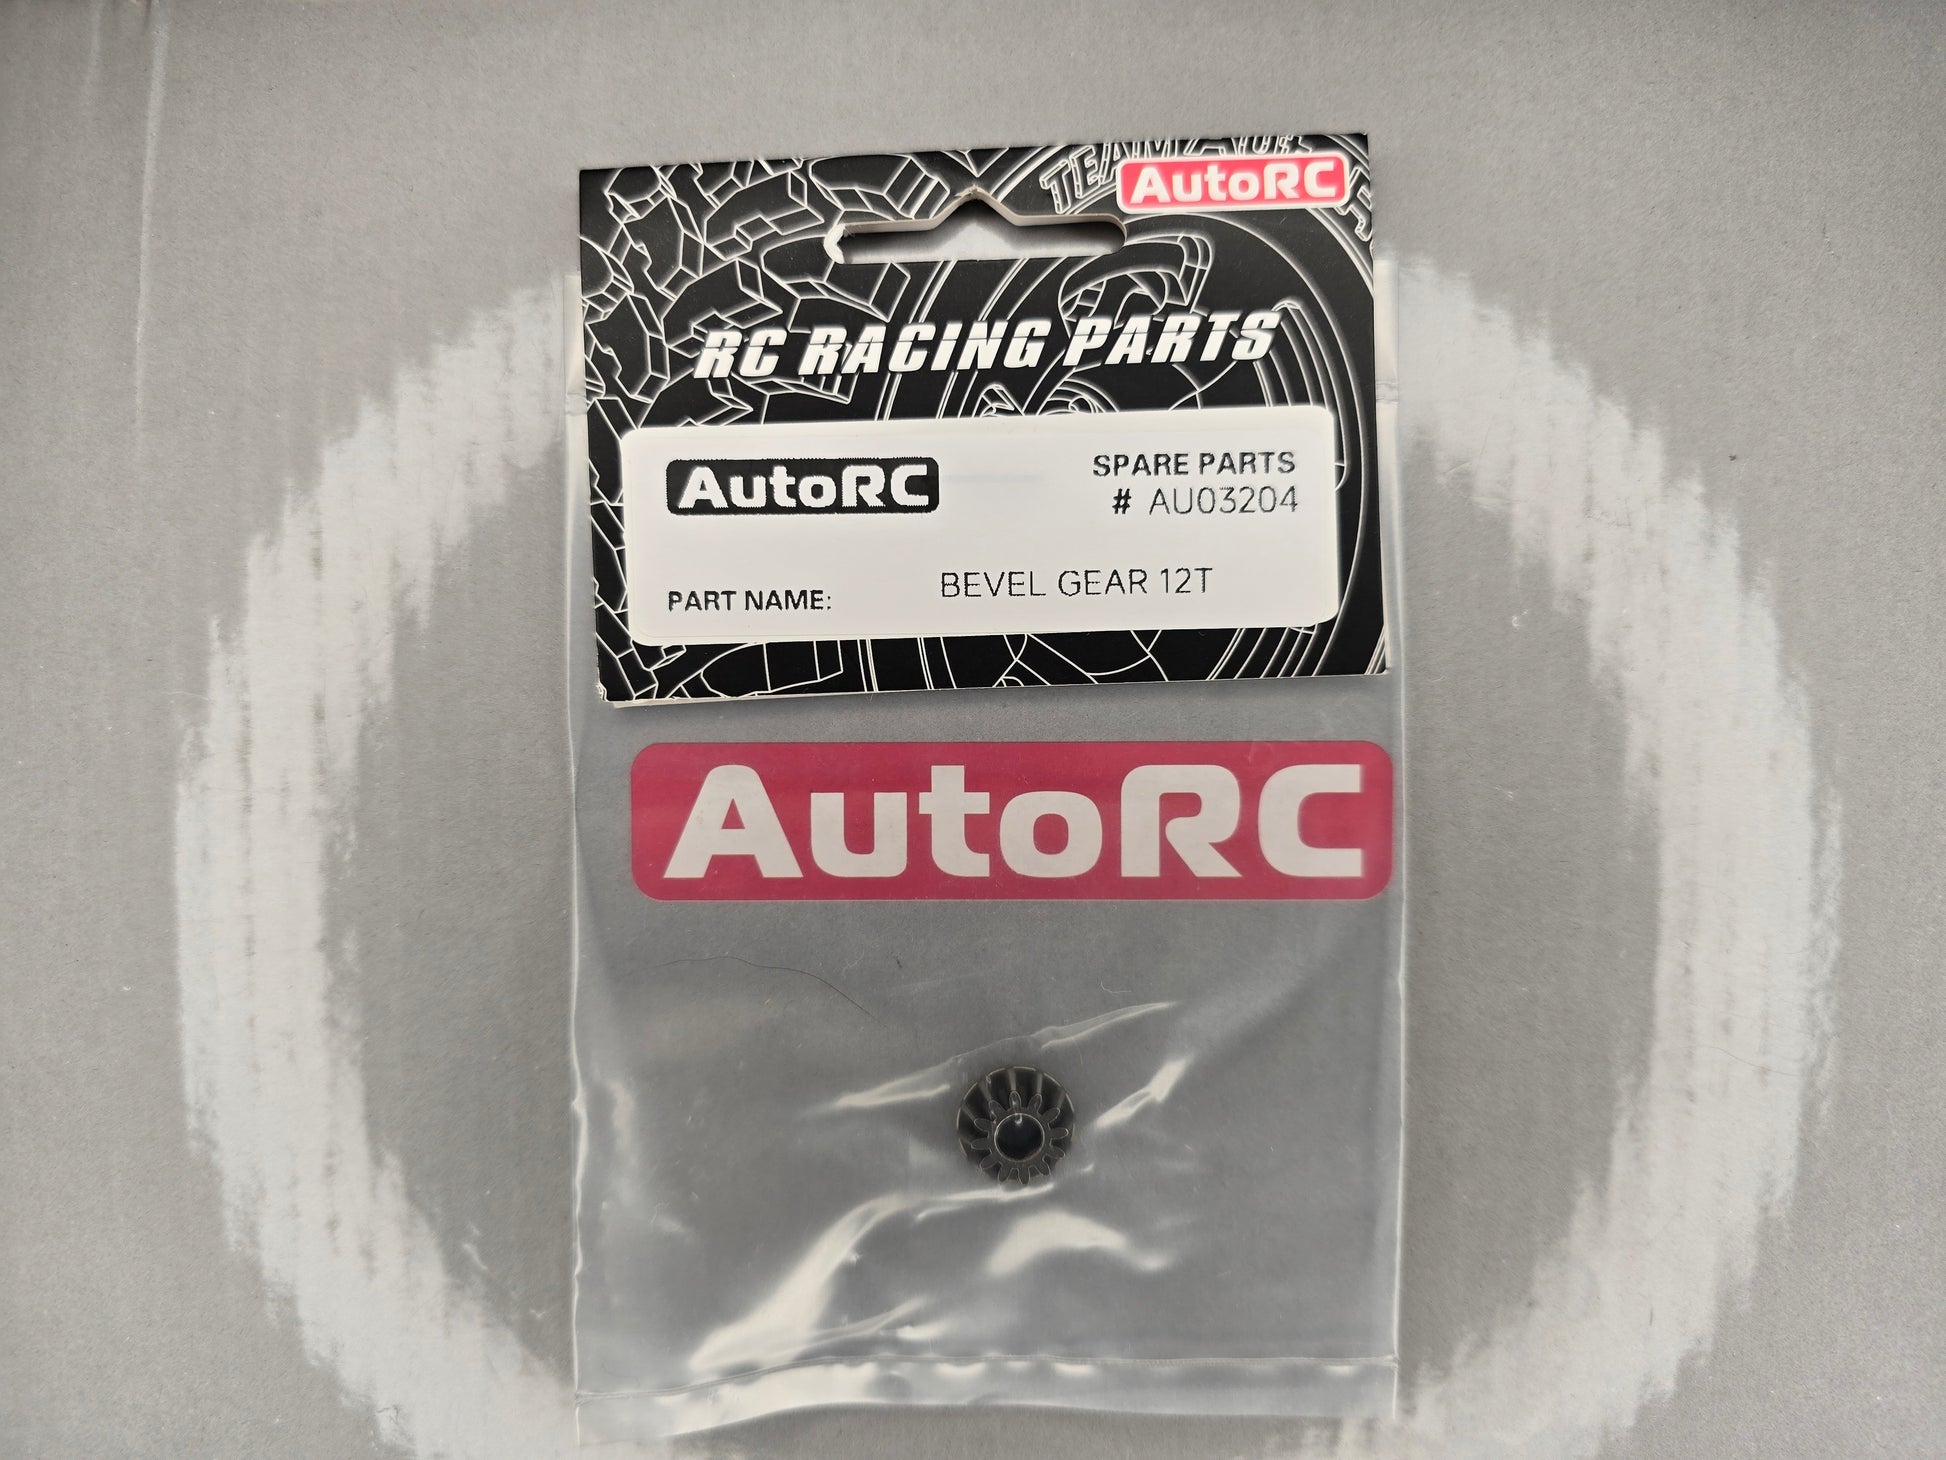 AutoRC
RC RACING PARTS
AutoRC
SPARE PARTS
# AU03204
PART NAME:
BEVEL GEAR 12T
AutoRC